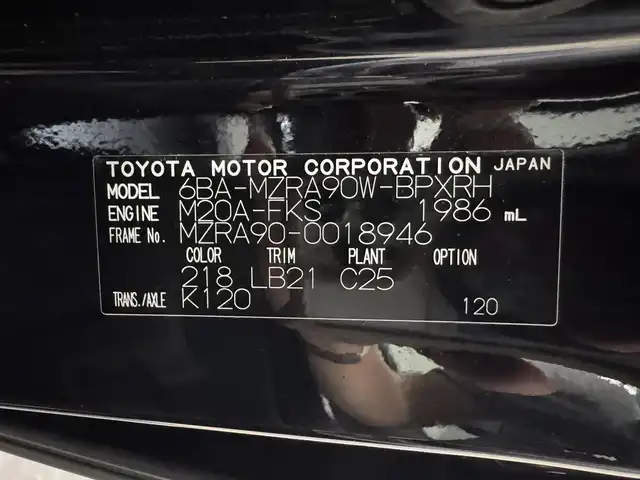 TOYOTA MOTOR CORPORATION JAPAN
MODEL 6BA-MZRA90W-BPXRH
ENGINE M20A-FKS 1986 mL
FRAME No. MZRA90-0018946
COLOR TRIM PLANT OPTION
218 LB21 C25
TRANS./AXLE K120 120